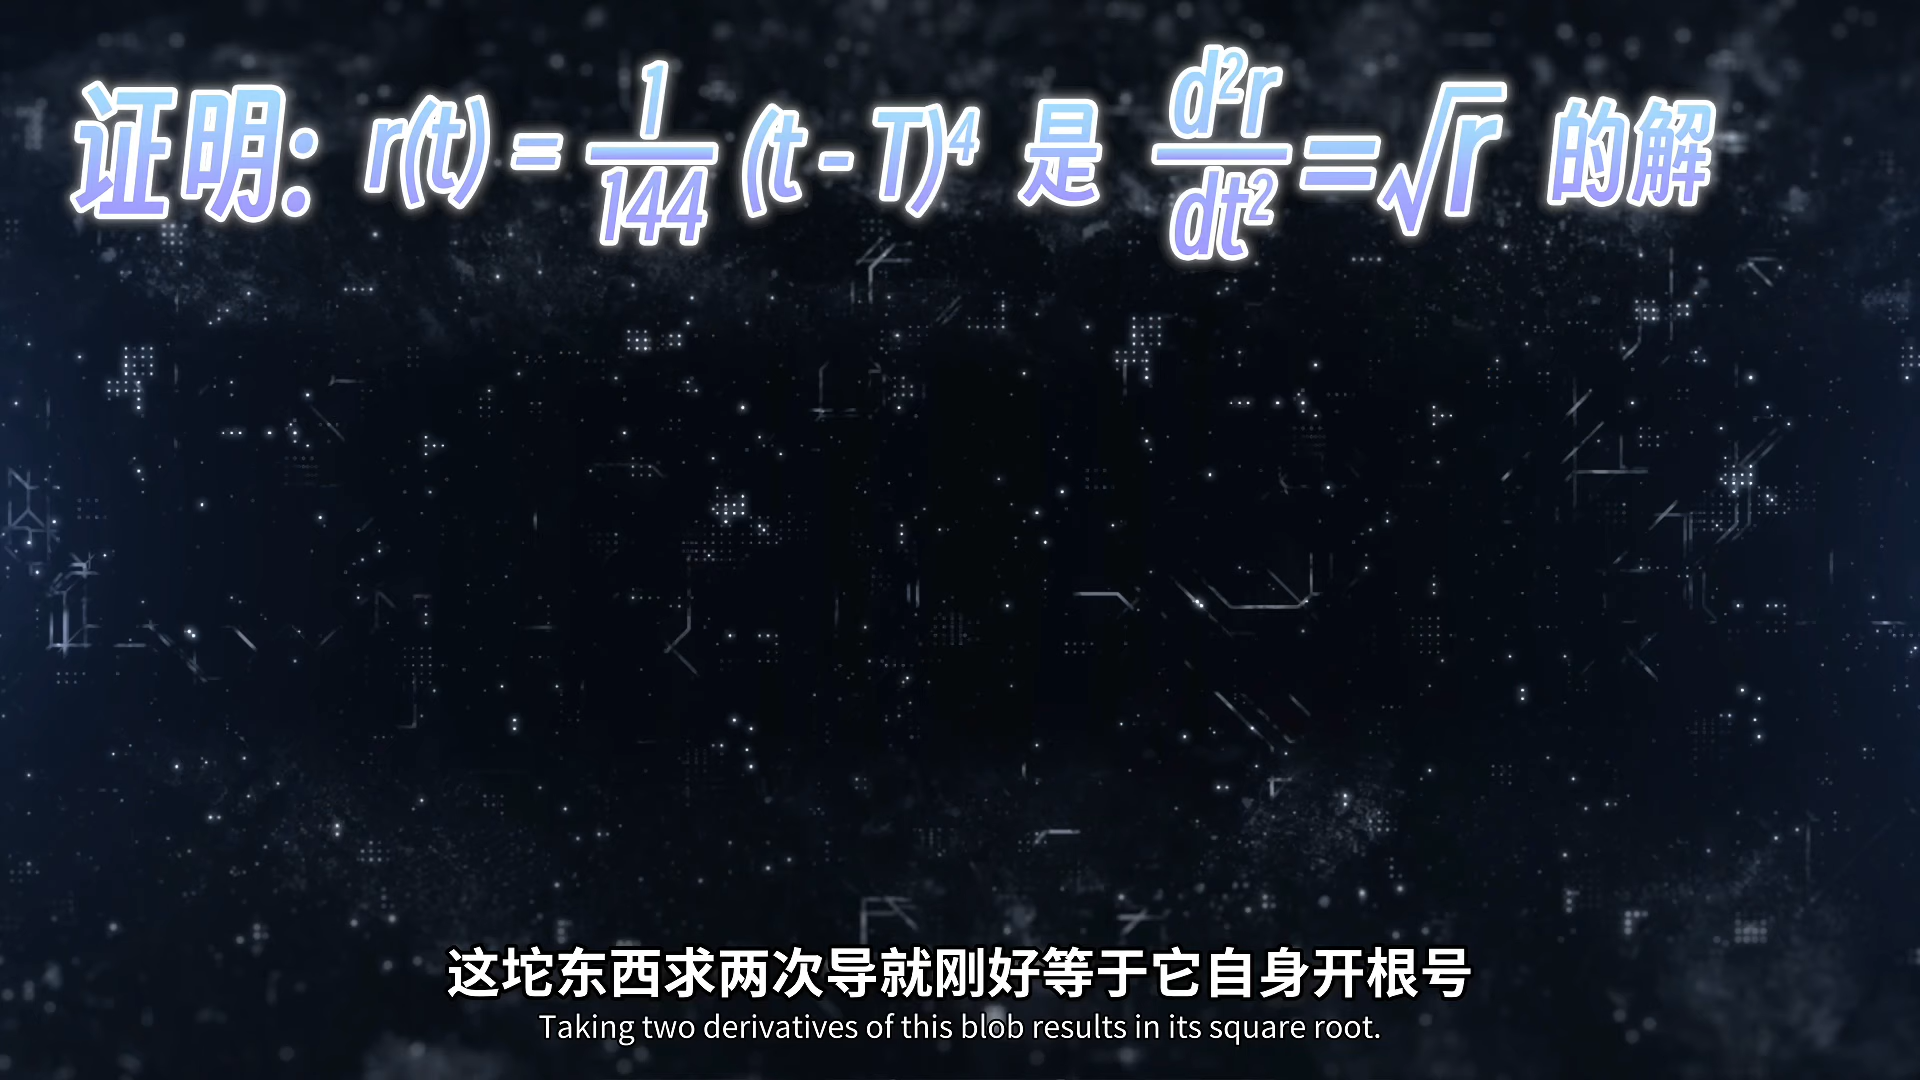 证明: r(t) = 1/144 (t - T)⁴ 是 d²r/dt² = √r 的解
这坨东西求两次导就刚好等于它自身开根号
Taking two derivatives of this blob results in its square root.